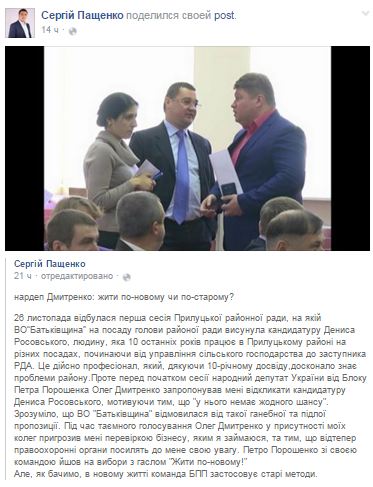 Сергій Пащенко поделился своей post.
14 ч ·
Сергій Пащенко
21 ч · отредактировано ·
нардеп Дмитренко: жити по-новому чи по-старому?
26 листопада відбулася перша сесія Прилуцької районної ради, на якій
ВО"Батьківщина" на посаду голови районої ради висунула кандидатуру Дениса
Росовського, людину, яка 10 останніх років працює в Прилуцькому районі на
різних посадах, починаючи від управління сільського господарства до заступника
РДА. Це дійсно професіонал, який, дякуючи 10-річному досвіду,досконало знає
проблеми району.Проте перед початком сесії народний депутат України від Блоку
Петра Порошенка Олег Дмитренко запропонував мені відкликати кандидатуру
Дениса Росовського, мотивуючи тим, що "у нього немає жодного шансу".
Зрозуміло, що ВО "Батьківщина" відмовилася від такої ганебної та підлої
пропозиції. Під час таємного голосування Олег Дмитренко у присутності моїх
колег пригрозив мені перевіркою бізнесу, яким я займаюся, та тим, що відтепер
правоохоронні органи посилять до мене свою увагу. Петро Порошенко зі своєю
командою йшов на вибори з гаслом "Жити по-новому!"
Але, як бачимо, в новому житті команда БПП застосовує старі методи.